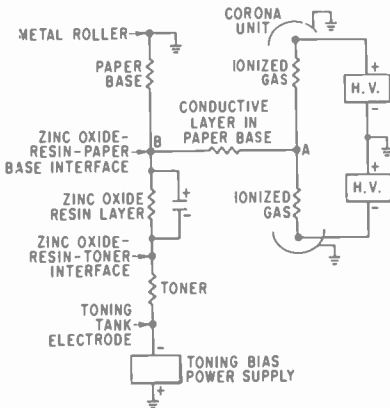 CORONA
UNIT
METAL ROLLER
PAPER
BASE
IONIZED
GAS
+
H.V.
-
CONDUCTIVE
LAYER IN
PAPER BASE
ZINC OXIDE-
RESIN-PAPER
BASE INTERFACE
B
A
+
H.V.
-
ZINC OXIDE
RESIN LAYER
+
-
IONIZED
GAS
ZINC OXIDE-
RESIN-TONER
INTERFACE
TONER
TONING
TANK
ELECTRODE
-
TONING BIAS
POWER SUPPLY
+